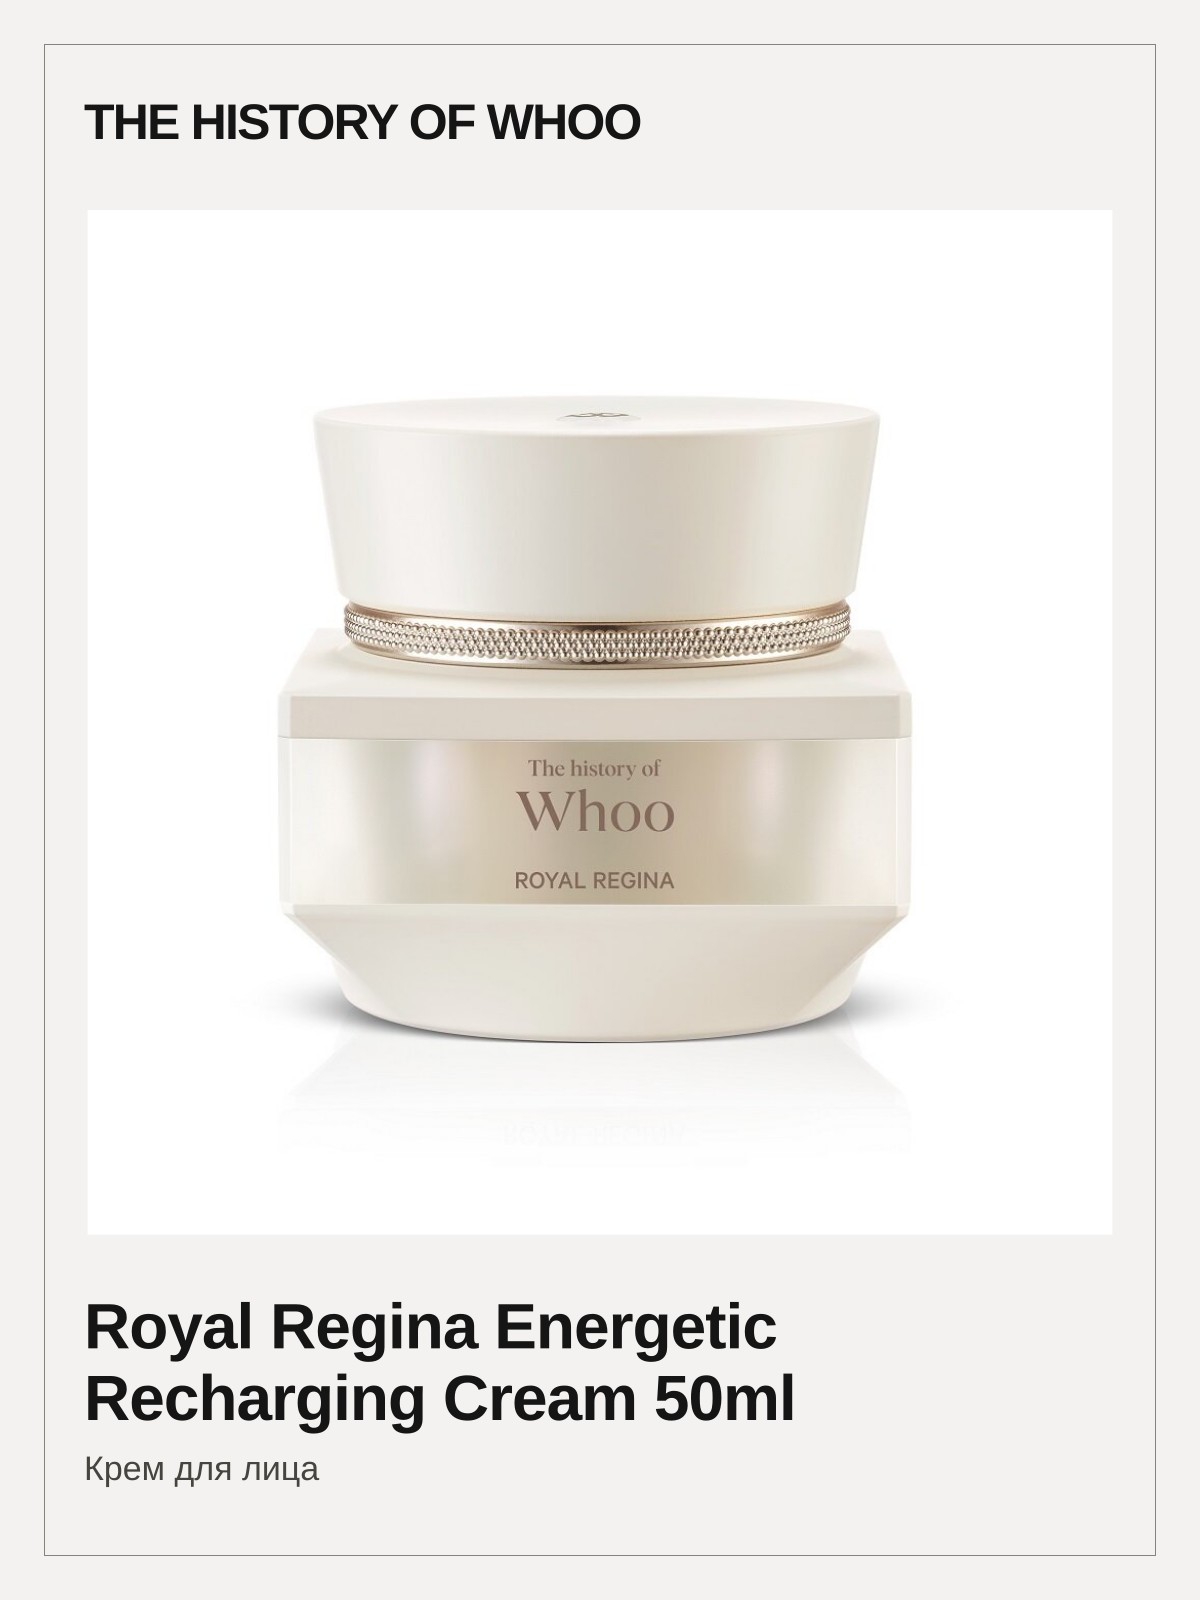 THE HISTORY OF WHOO
The history of
Whoo
ROYAL REGINA
Royal Regina Energetic
Recharging Cream 50ml
Крем для лица